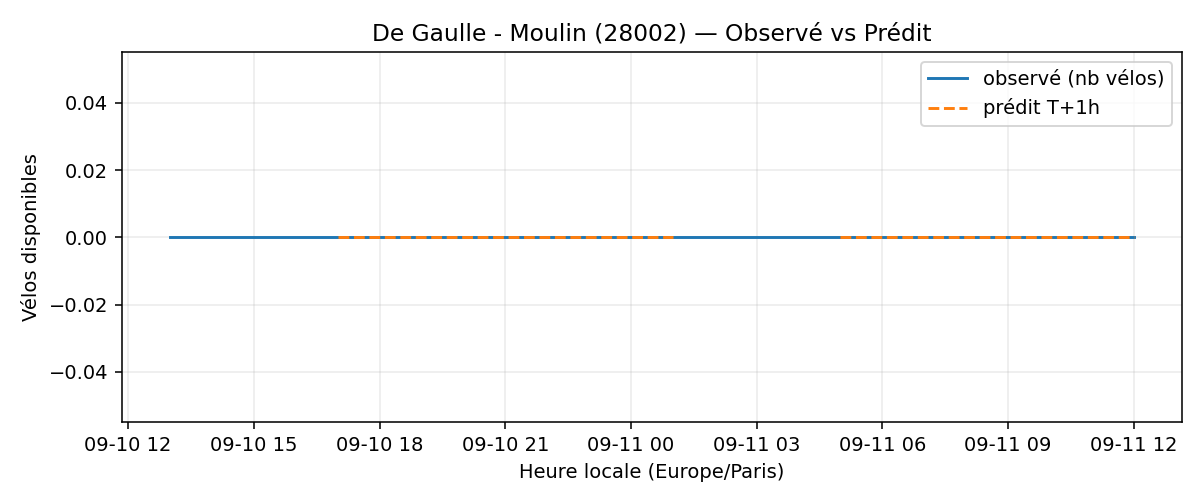 De Gaulle - Moulin (28002) — Observé vs Prédit
observé (nb vélos)
prédit T+1h
Vélos disponibles
0.04
0.02
0.00
−0.02
−0.04
09-10 12 09-10 15 09-10 18 09-10 21 09-11 00 09-11 03 09-11 06 09-11 09 09-11 12
Heure locale (Europe/Paris)